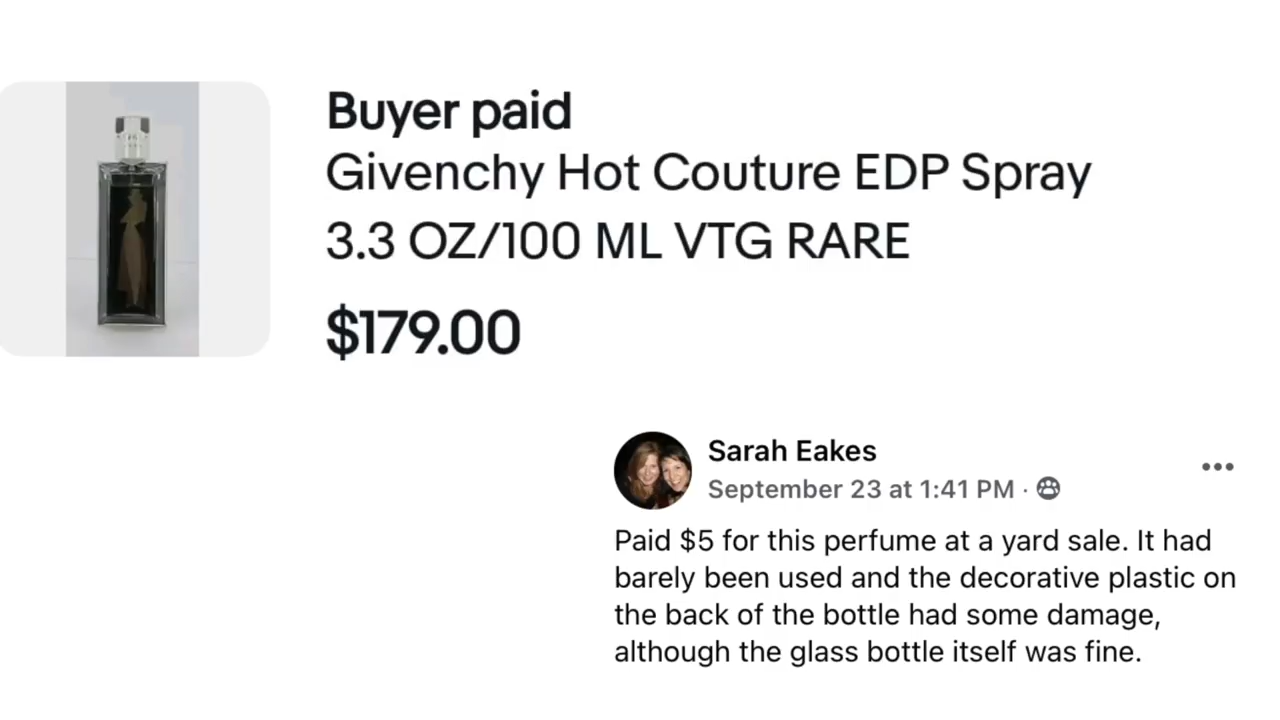 Buyer paid
Givenchy Hot Couture EDP Spray
3.3 OZ/100 ML VTG RARE
$179.00
Sarah Eakes
September 23 at 1:41 PM ·
Paid $5 for this perfume at a yard sale. It had
barely been used and the decorative plastic on
the back of the bottle had some damage,
although the glass bottle itself was fine.